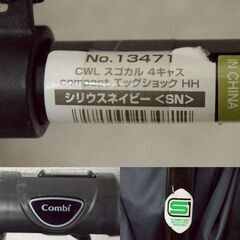 No.13471
CWL スゴカル 4キャス
compact エッグショック HH
シリウスネイビー <SN>
IN CHINA
Combi